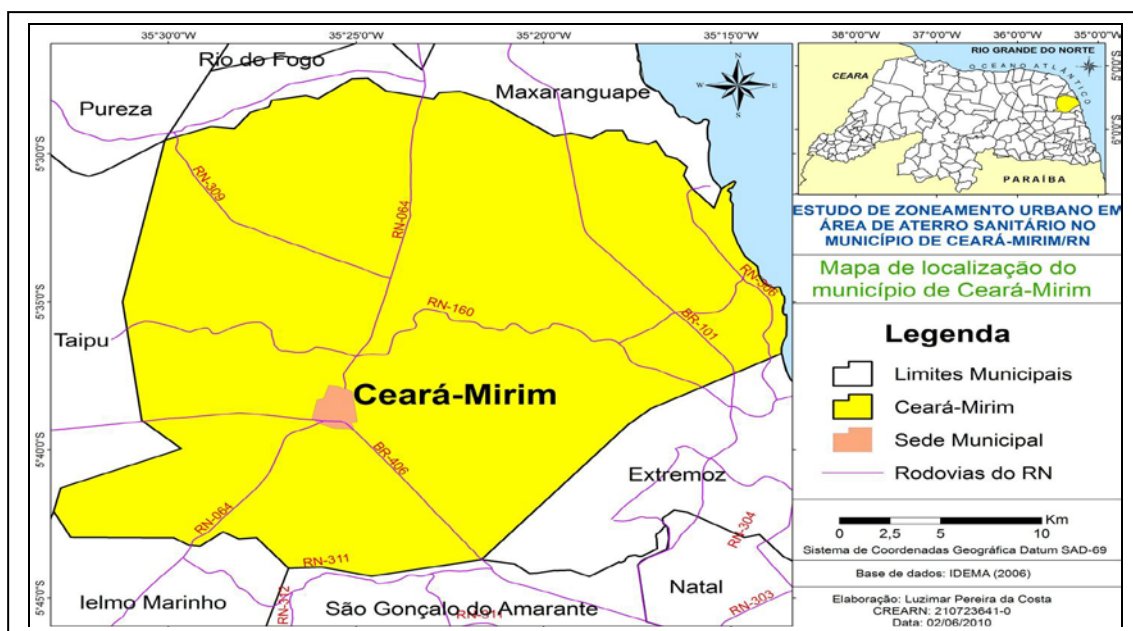 35°30'0"W
35°25'0"W
35°20'0"W
35°15'0"W
Rio do Fogo
Pureza
Maxaranguape
N
W
E
S
5°30'0"S
RN-309
RN-064
5°35'0"S
RN-306
RN-160
BR-101
Taipu
Ceará-Mirim
5°40'0"S
BR-406
Extremoz
RN-064
RN-304
RN-311
Natal
Ielmo Marinho
RN-312
São Gonçalo do Amarante
RN-311
RN-303
5°45'0"S
38°0'0"W
37°0'0"W
36°0'0"W
35°0'0"W
RIO GRANDE DO NORTE
OCEANO ATLÂNTICO
CEARA
5°0'0"S
6°0'0"S
PARAÍBA
ESTUDO DE ZONEAMENTO URBANO EM
ÁREA DE ATERRO SANITÁRIO NO
MUNICÍPIO DE CEARÁ-MIRIM/RN
Mapa de localização do
município de Ceará-Mirim
Legenda
Limites Municipais
Ceará-Mirim
Sede Municipal
Rodovias do RN
Km
0 2,5 5 10
Sistema de Coordenadas Geográfica Datum SAD-69
Base de dados: IDEMA (2006)
Elaboração: Luzimar Pereira da Costa
CREARN: 210723641-0
Data: 02/06/2010